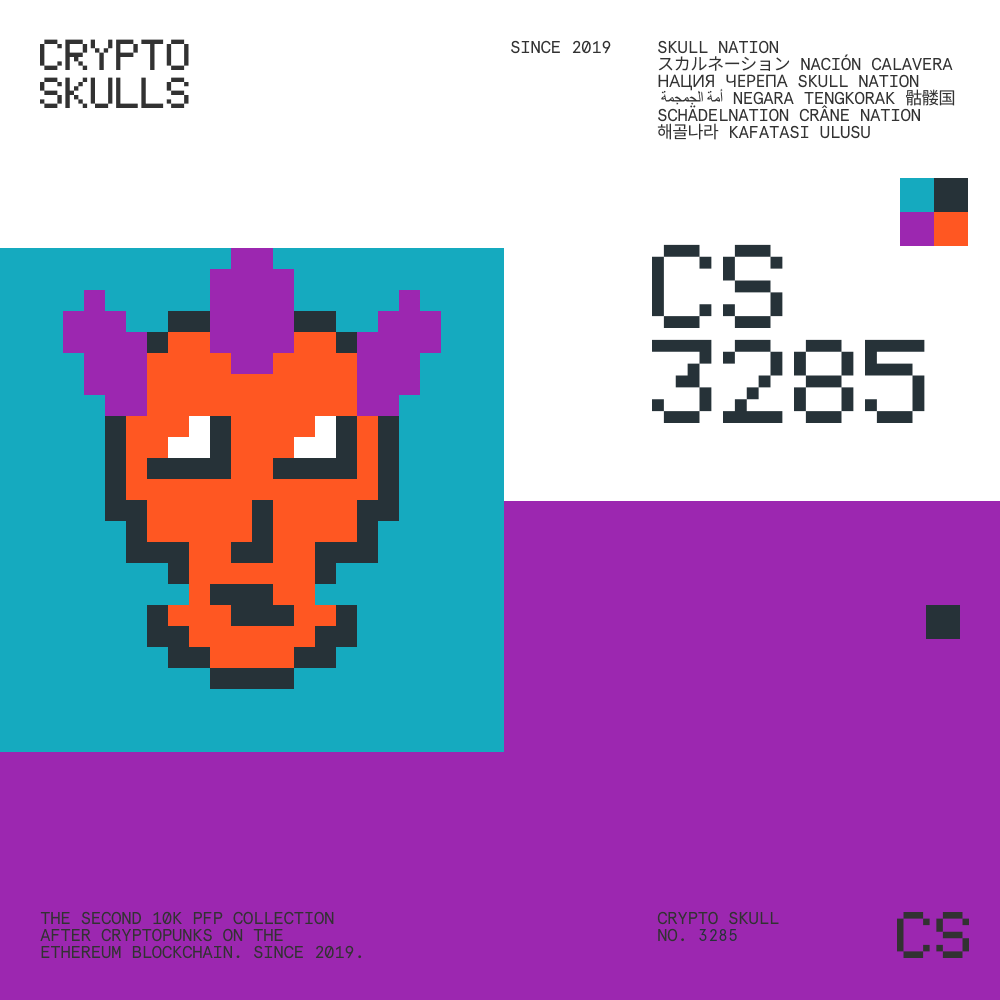 CRYPTO
SKULLS
SINCE 2019
SKULL NATION
スカルネーション NACIÓN CALAVERA
НАЦИЯ ЧЕРЕПА SKULL NATION
أمة الجمجمة NEGARA TENGKORAK 骷髅国
SCHÄDELNATION CRÂNE NATION
해골나라 KAFATASI ULUSU
CS
3285
THE SECOND 10K PFP COLLECTION
AFTER CRYPTOPUNKS ON THE
ETHEREUM BLOCKCHAIN. SINCE 2019.
CRYPTO SKULL
NO. 3285
CS